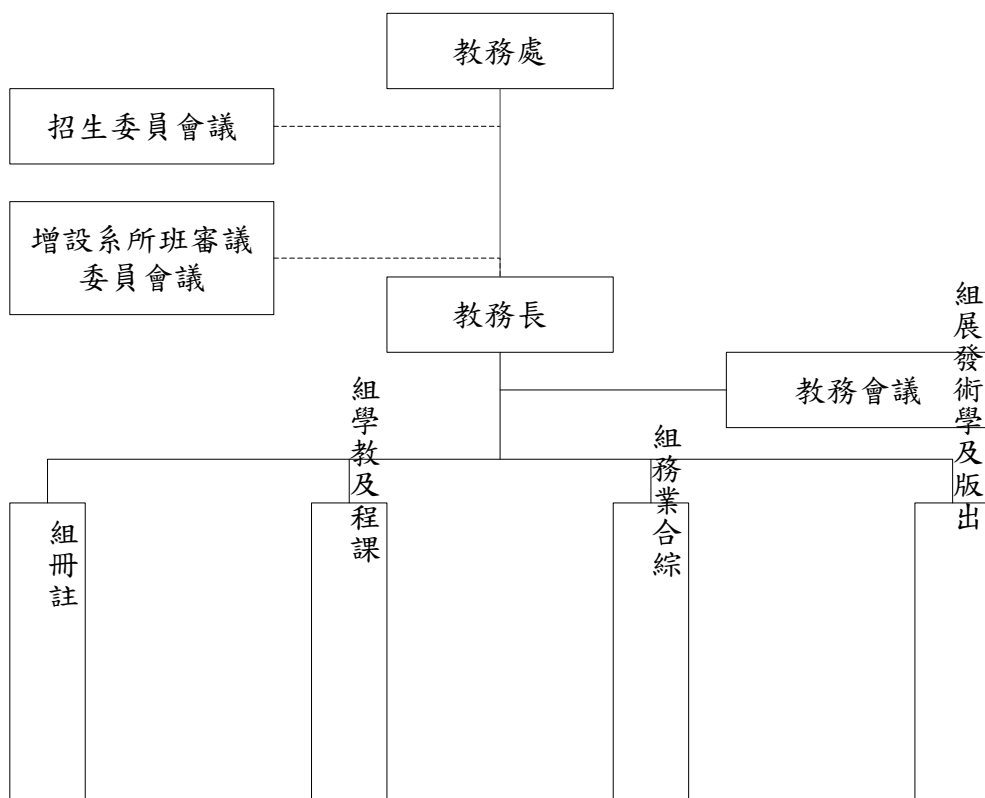 教務處
招生委員會議
增設系所班審議
委員會議
教務長
教務會議
組冊註
組學教及程課
組務業合綜
組展發術學及版出